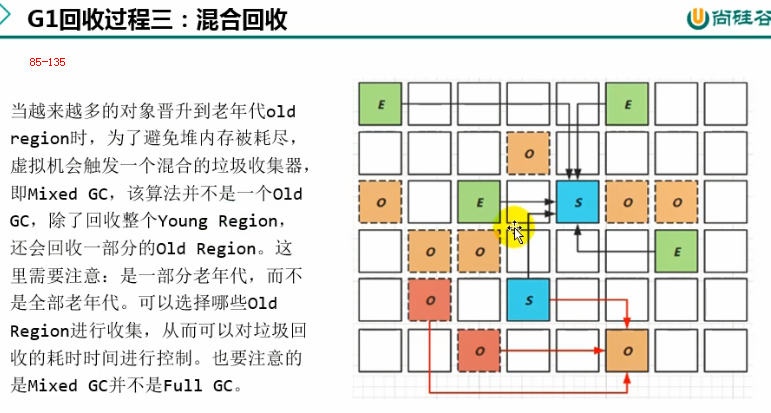 G1回收过程三：混合回收
尚硅谷
85-135
当越来越多的对象晋升到老年代old
region时，为了避免堆内存被耗尽，
虚拟机会触发一个混合的垃圾收集器，
即Mixed GC，该算法并不是一个Old
GC，除了回收整个Young Region，
还会回收一部分的Old Region。这
里需要注意：是一部分老年代，而不
是全部老年代。可以选择哪些Old
Region进行收集，从而可以对垃圾回
收的耗时时间进行控制。也要注意的
是Mixed GC并不是Full GC。
E E
O
O E S O O
O O E
O S
O O